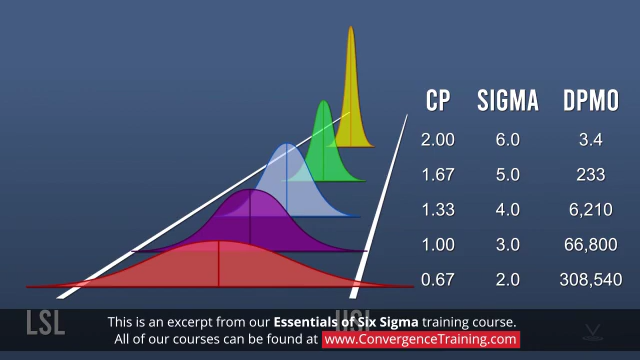 CP SIGMA DPMO
2.00 6.0 3.4
1.67 5.0 233
1.33 4.0 6,210
1.00 3.0 66,800
0.67 2.0 308,540
LSL USL
This is an excerpt from our Essentials of Six Sigma training course.
All of our courses can be found at www.ConvergenceTraining.com